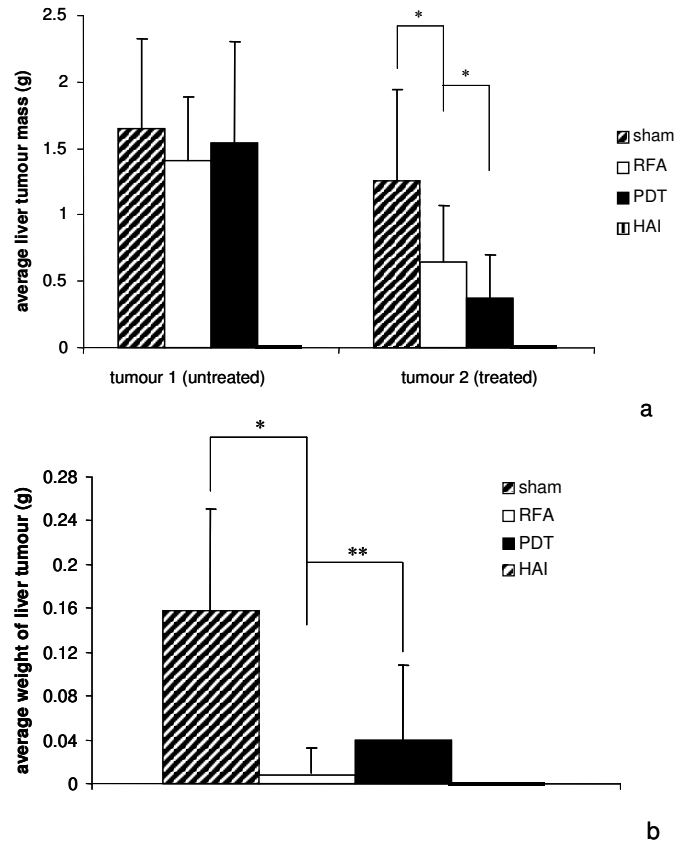 average liver tumour mass (g)
2.5
2
1.5
1
0.5
0
*
*
tumour 1 (untreated)
tumour 2 (treated)
sham
RFA
PDT
HAI
a
average weight of liver tumour (g)
0.28
0.24
0.2
0.16
0.12
0.08
0.04
0
*
**
sham
RFA
PDT
HAI
b